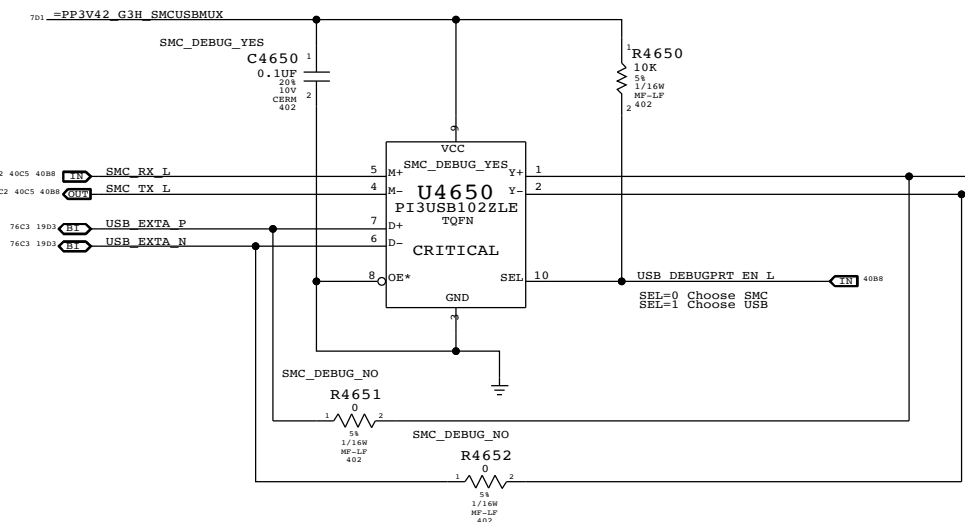 7D1 =PP3V42_G3H_SMCUSBMUX
SMC_DEBUG_YES
C4650 1
0.1UF
20%
10V 2
CERM
402
1
R4650
10K
5%
1/16W
MF-LF
2 402
9
VCC
SMC_DEBUG_YES
U4650
PI3USB102ZLE
TQFN
CRITICAL
40C5 40B8 IN SMC_RX_L 5 M+ Y+ 1
C2 40C5 40B8 OUT SMC_TX_L 4 M- Y- 2
76C3 19D3 BI USB_EXTA_P 7 D+
76C3 19D3 BI USB_EXTA_N 6 D-
8 OE* SEL 10 USB_DEBUGPRT_EN_L IN 40B8
SEL=0 Choose SMC
SEL=1 Choose USB
GND
3
SMC_DEBUG_NO
R4651
0
1 2
5%
1/16W
MF-LF
402
SMC_DEBUG_NO
R4652
0
1 2
5%
1/16W
MF-LF
402